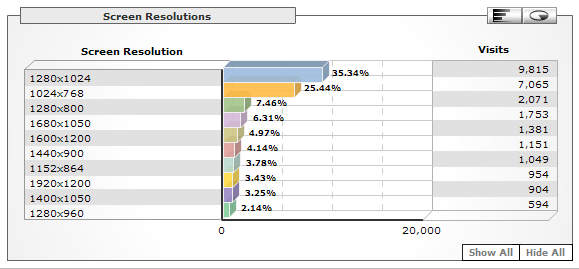 Screen Resolutions
Screen Resolution Visits
1280x1024 35.34% 9,815
1024x768 25.44% 7,065
1280x800 7.46% 2,071
1680x1050 6.31% 1,753
1600x1200 4.97% 1,381
1440x900 4.14% 1,151
1152x864 3.78% 1,049
1920x1200 3.43% 954
1400x1050 3.25% 904
1280x960 2.14% 594
0 20,000
Show All Hide All